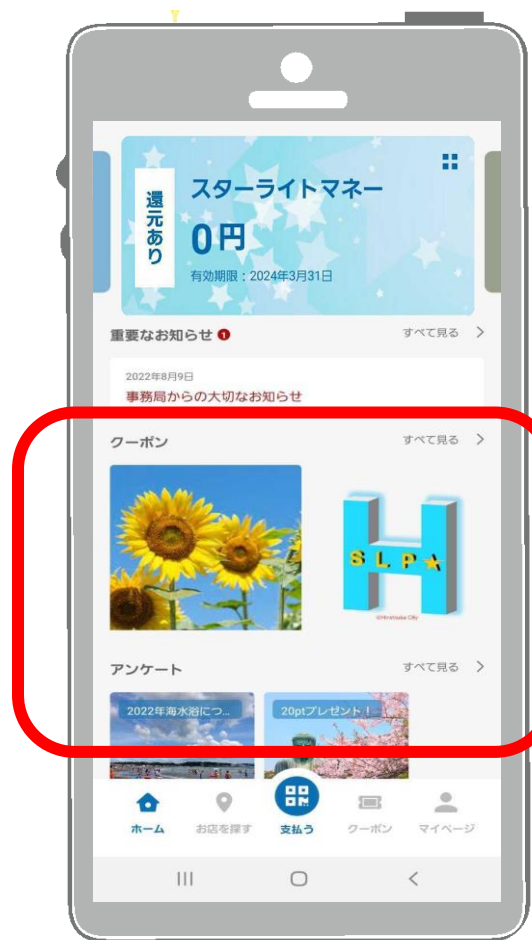 還元あり
スターライトマネー
0円
有効期限：2024年3月31日
重要なお知らせ 1
すべて見る
2022年8月9日
事務局からの大切なお知らせ
クーポン
すべて見る
SLP★
©Hiratsuka City
アンケート
すべて見る
2022年海水浴につ...
20ptプレゼント！
ホーム
お店を探す
支払う
クーポン
マイページ